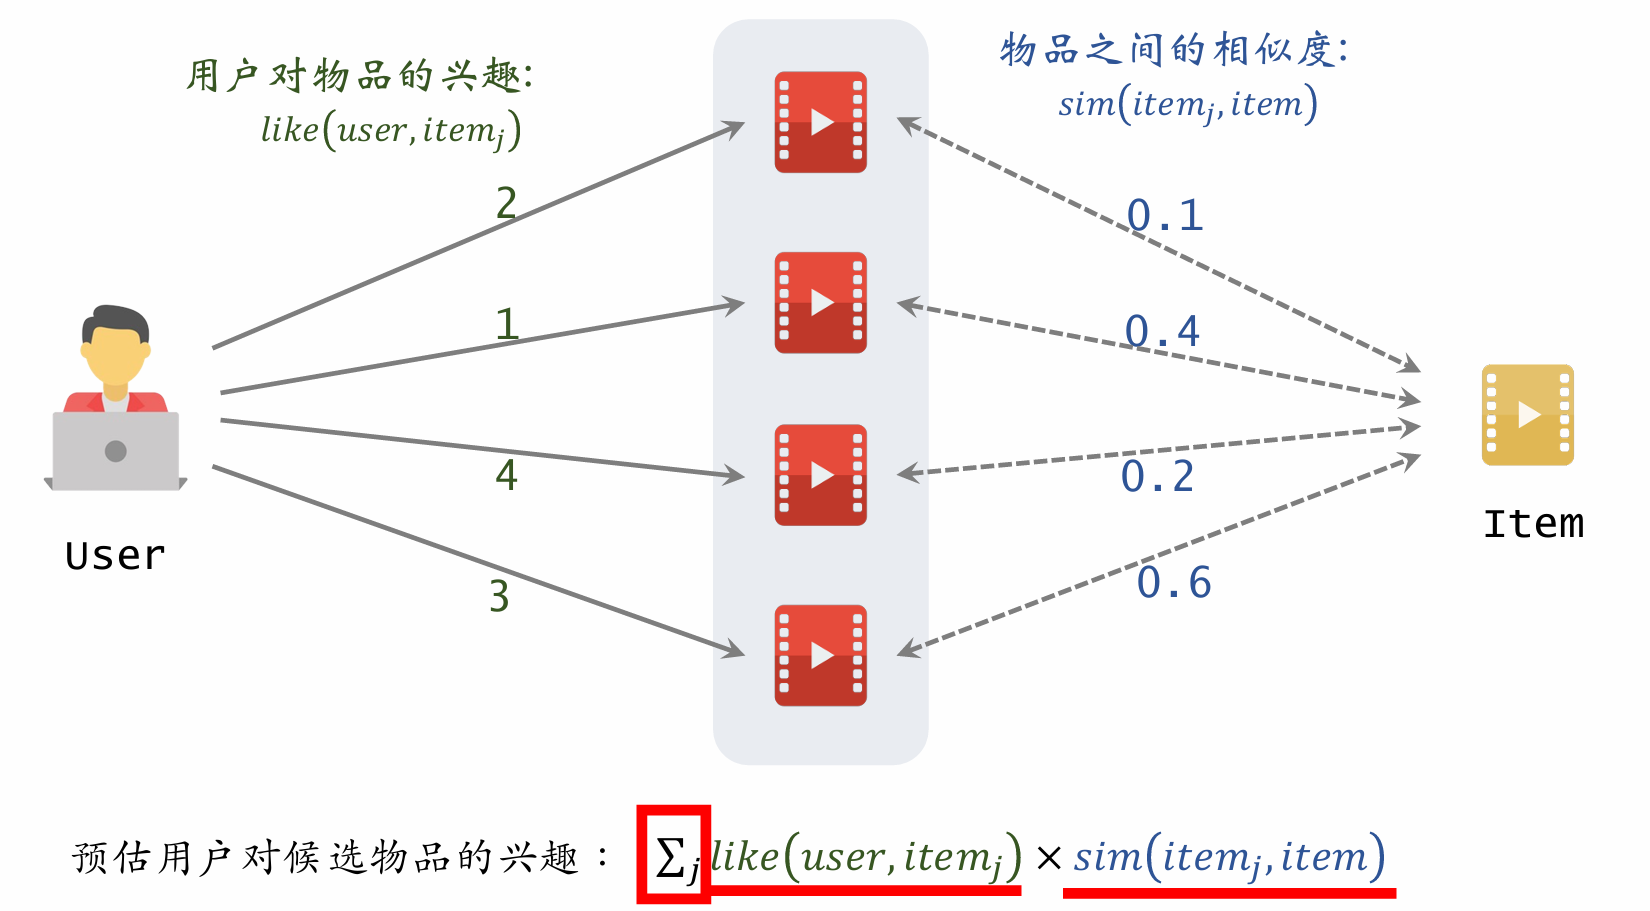 用户对物品的兴趣:
like(user,item_j)
物品之间的相似度:
sim(item_j,item)
2
0.1
1
0.4
4
0.2
3
0.6
User
Item
预估用户对候选物品的兴趣： ∑_j like(user,item_j) × sim(item_j,item)